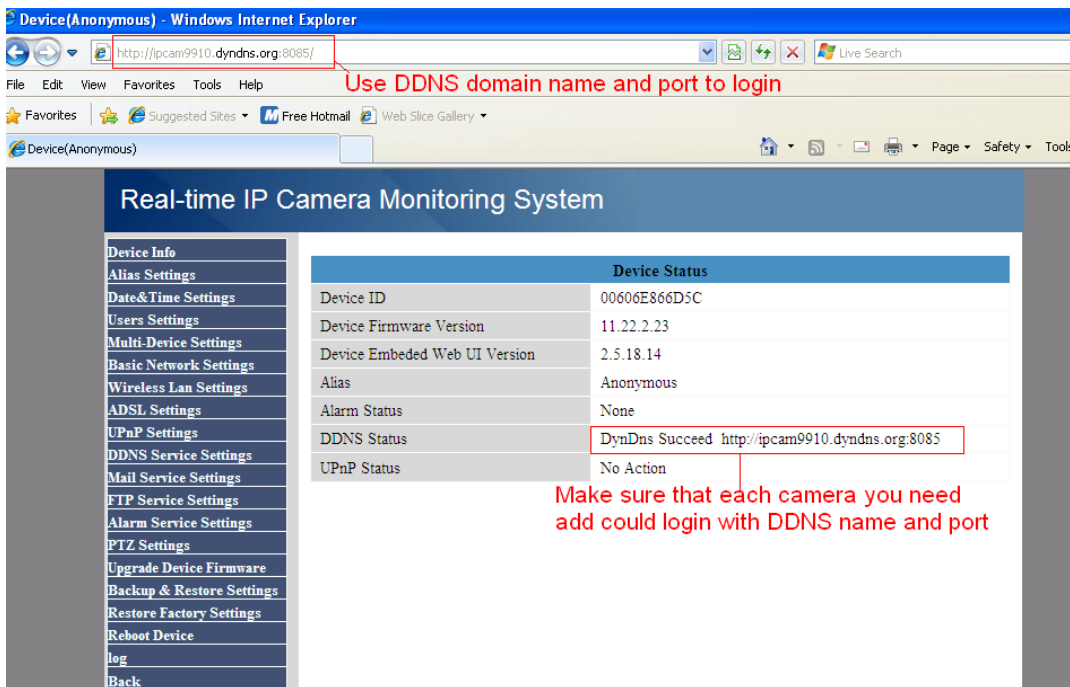 Device(Anonymous) - Windows Internet Explorer
http://ipcam9910.dyndns.org:8085/
Live Search
File Edit View Favorites Tools Help
Use DDNS domain name and port to login
Favorites Suggested Sites Free Hotmail Web Slice Gallery
Device(Anonymous)
Page Safety Tools
Real-time IP Camera Monitoring System
Device Info
Alias Settings
Date&Time Settings
Users Settings
Multi-Device Settings
Basic Network Settings
Wireless Lan Settings
ADSL Settings
UPnP Settings
DDNS Service Settings
Mail Service Settings
FTP Service Settings
Alarm Service Settings
PTZ Settings
Upgrade Device Firmware
Backup & Restore Settings
Restore Factory Settings
Reboot Device
log
Back
Device Status
Device ID 00606E866D5C
Device Firmware Version 11.22.2.23
Device Embeded Web UI Version 2.5.18.14
Alias Anonymous
Alarm Status None
DDNS Status DynDns Succeed http://ipcam9910.dyndns.org:8085
UPnP Status No Action
Make sure that each camera you need
add could login with DDNS name and port